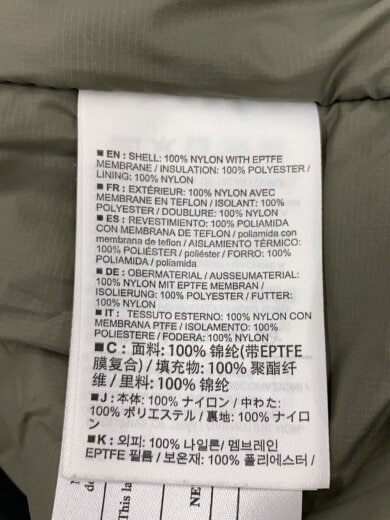 ■ EN : SHELL: 100% NYLON WITH EPTFE
MEMBRANE / INSULATION: 100% POLYESTER /
LINING: 100% NYLON
■ FR : EXTÉRIEUR: 100% NYLON AVEC
MEMBRANE EN TEFLON / ISOLANT: 100%
POLYESTER / DOUBLURE: 100% NYLON
■ ES : REVESTIMIENTO: 100% POLIAMIDA
CON MEMBRANA DE TEFLON / poliamida con
membrana de teflon / AISLAMIENTO TÉRMICO:
100% POLIÉSTER / poliéster / FORRO: 100%
POLIAMIDA / poliamida
■ DE : OBERMATERIAL / AUSSEUMATERIAL:
100% NYLON MIT EPTFE MEMBRAN /
ISOLIERUNG: 100% POLYESTER / FUTTER:
100% NYLON
■ IT : TESSUTO ESTERNO: 100% NYLON CON
MEMBRANA PTFE / ISOLAMENTO: 100%
POLIESTERE / FODERA: 100% NYLON
■ C : 面料: 100% 锦纶(带EPTFE
膜复合) / 填充物: 100% 聚酯纤
维 / 里料: 100% 锦纶
■ J : 本体: 100% ナイロン / 中わた:
100% ポリエステル / 裏地: 100% ナイロ
ン
■ K : 외피: 100% 나일론/ 멤브레인
EPTFE 필름 / 보온재: 100% 폴리에스터 /
This la
NE